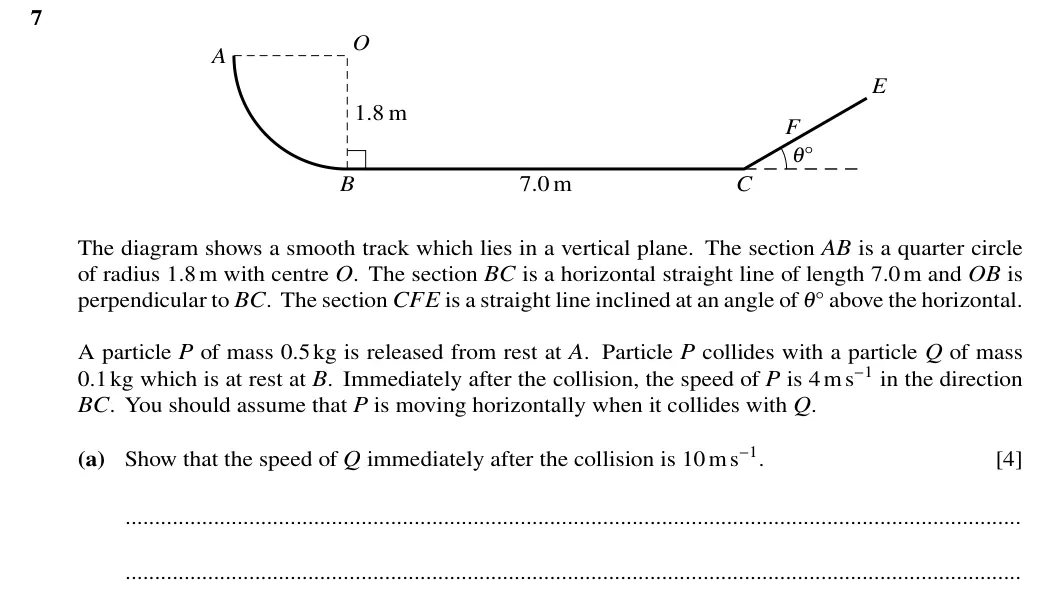 7
A
O
1.8 m
B
7.0 m
C
F
E
θ°
The diagram shows a smooth track which lies in a vertical plane. The section AB is a quarter circle
of radius 1.8 m with centre O. The section BC is a horizontal straight line of length 7.0 m and OB is
perpendicular to BC. The section CFE is a straight line inclined at an angle of θ° above the horizontal.
A particle P of mass 0.5 kg is released from rest at A. Particle P collides with a particle Q of mass
0.1 kg which is at rest at B. Immediately after the collision, the speed of P is 4 m s⁻¹ in the direction
BC. You should assume that P is moving horizontally when it collides with Q.
(a) Show that the speed of Q immediately after the collision is 10 m s⁻¹. [4]